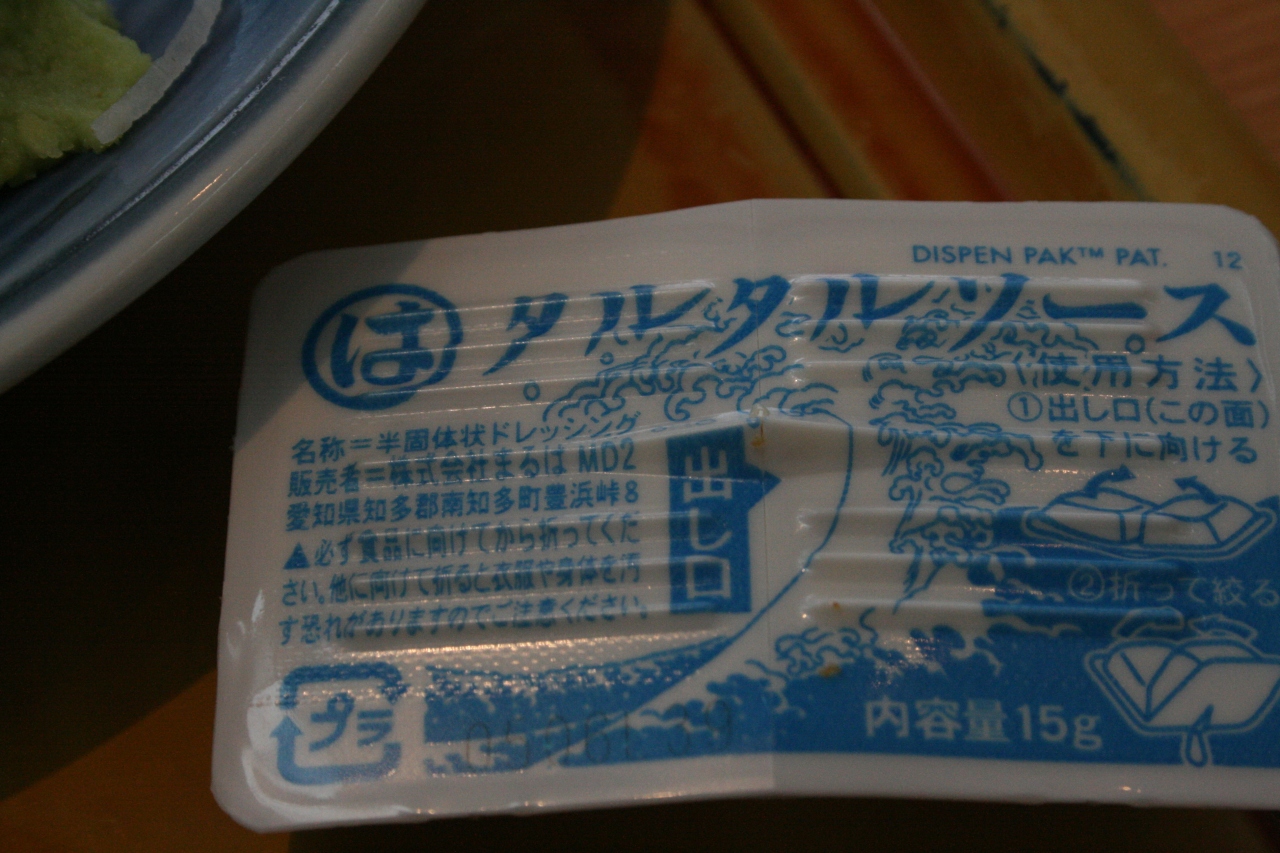 DISPEN PAK™ PAT. 12
は タルタルソース
名称=半固体状ドレッシング
販売者=株式会社まるは MD2
愛知県知多郡南知多町豊浜峠8
▲必ず食品に向けてから折ってくだ
さい。他に向けて折ると衣服や身体を汚
す恐れがありますのでご注意ください。
プラ
出し口
〈使用方法〉
①出し口(この面)
を下に向ける
②折って絞る
内容量15g